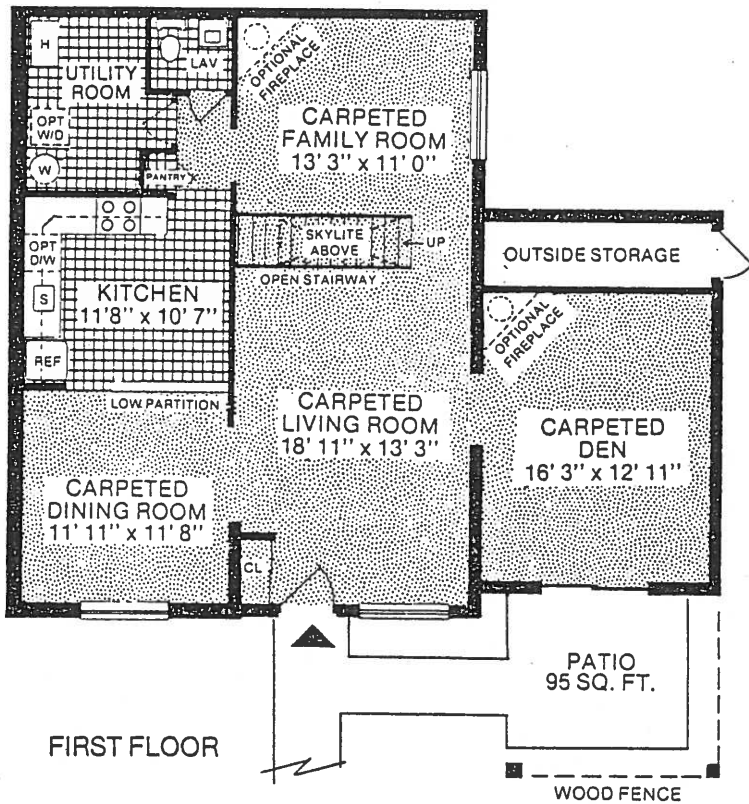 H
LAV
UTILITY
ROOM
OPT
W/D
W
PANTRY
OPTIONAL
FIREPLACE
CARPETED
FAMILY ROOM
13' 3" x 11' 0"
SKYLITE
ABOVE
UP
OPEN STAIRWAY
OUTSIDE STORAGE
OPT
D/W
S
REF
KITCHEN
11'8" x 10' 7"
LOW PARTITION
OPTIONAL
FIREPLACE
CARPETED
LIVING ROOM
18' 11" x 13' 3"
CARPETED
DEN
16' 3" x 12' 11"
CARPETED
DINING ROOM
11' 11" x 11' 8"
CL
PATIO
95 SQ. FT.
FIRST FLOOR
WOOD FENCE